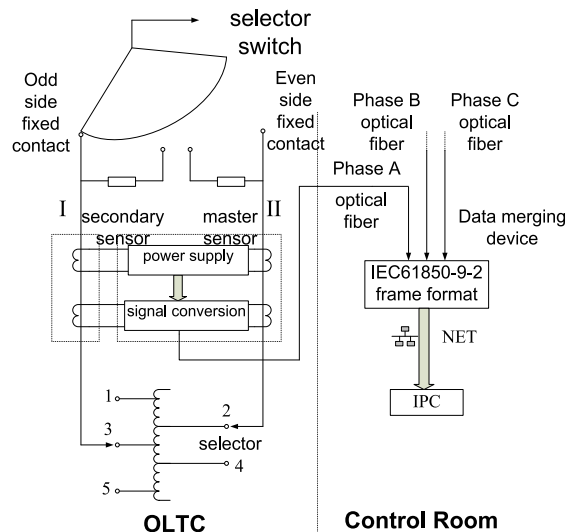 selector
switch
Odd
side
fixed
contact
Even
side
fixed
contact
Phase B
optical
fiber
Phase C
optical
fiber
Phase A
optical
fiber
I
II
secondary
sensor
master
sensor
Data merging
device
power supply
signal conversion
IEC61850-9-2
frame format
NET
IPC
1
2
3
selector
4
5
OLTC
Control Room